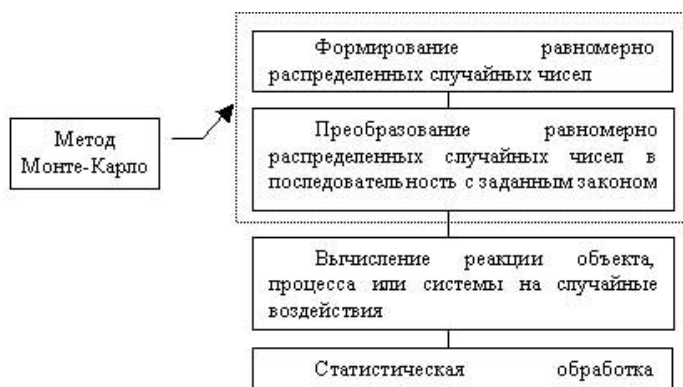 Формирование равномерно
распределенных случайных чисел
Метод
Монте-Карло
Преобразование равномерно
распределенных случайных чисел в
последовательность с заданным законом
Вычисление реакции объекта,
процесса или системы на случайные
воздействия
Статистическая обработка